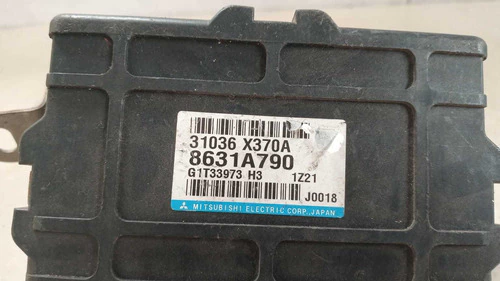 31036 X370A
8631A790
G1T33973 H3 1Z21
J0018
MITSUBISHI ELECTRIC CORP. JAPAN